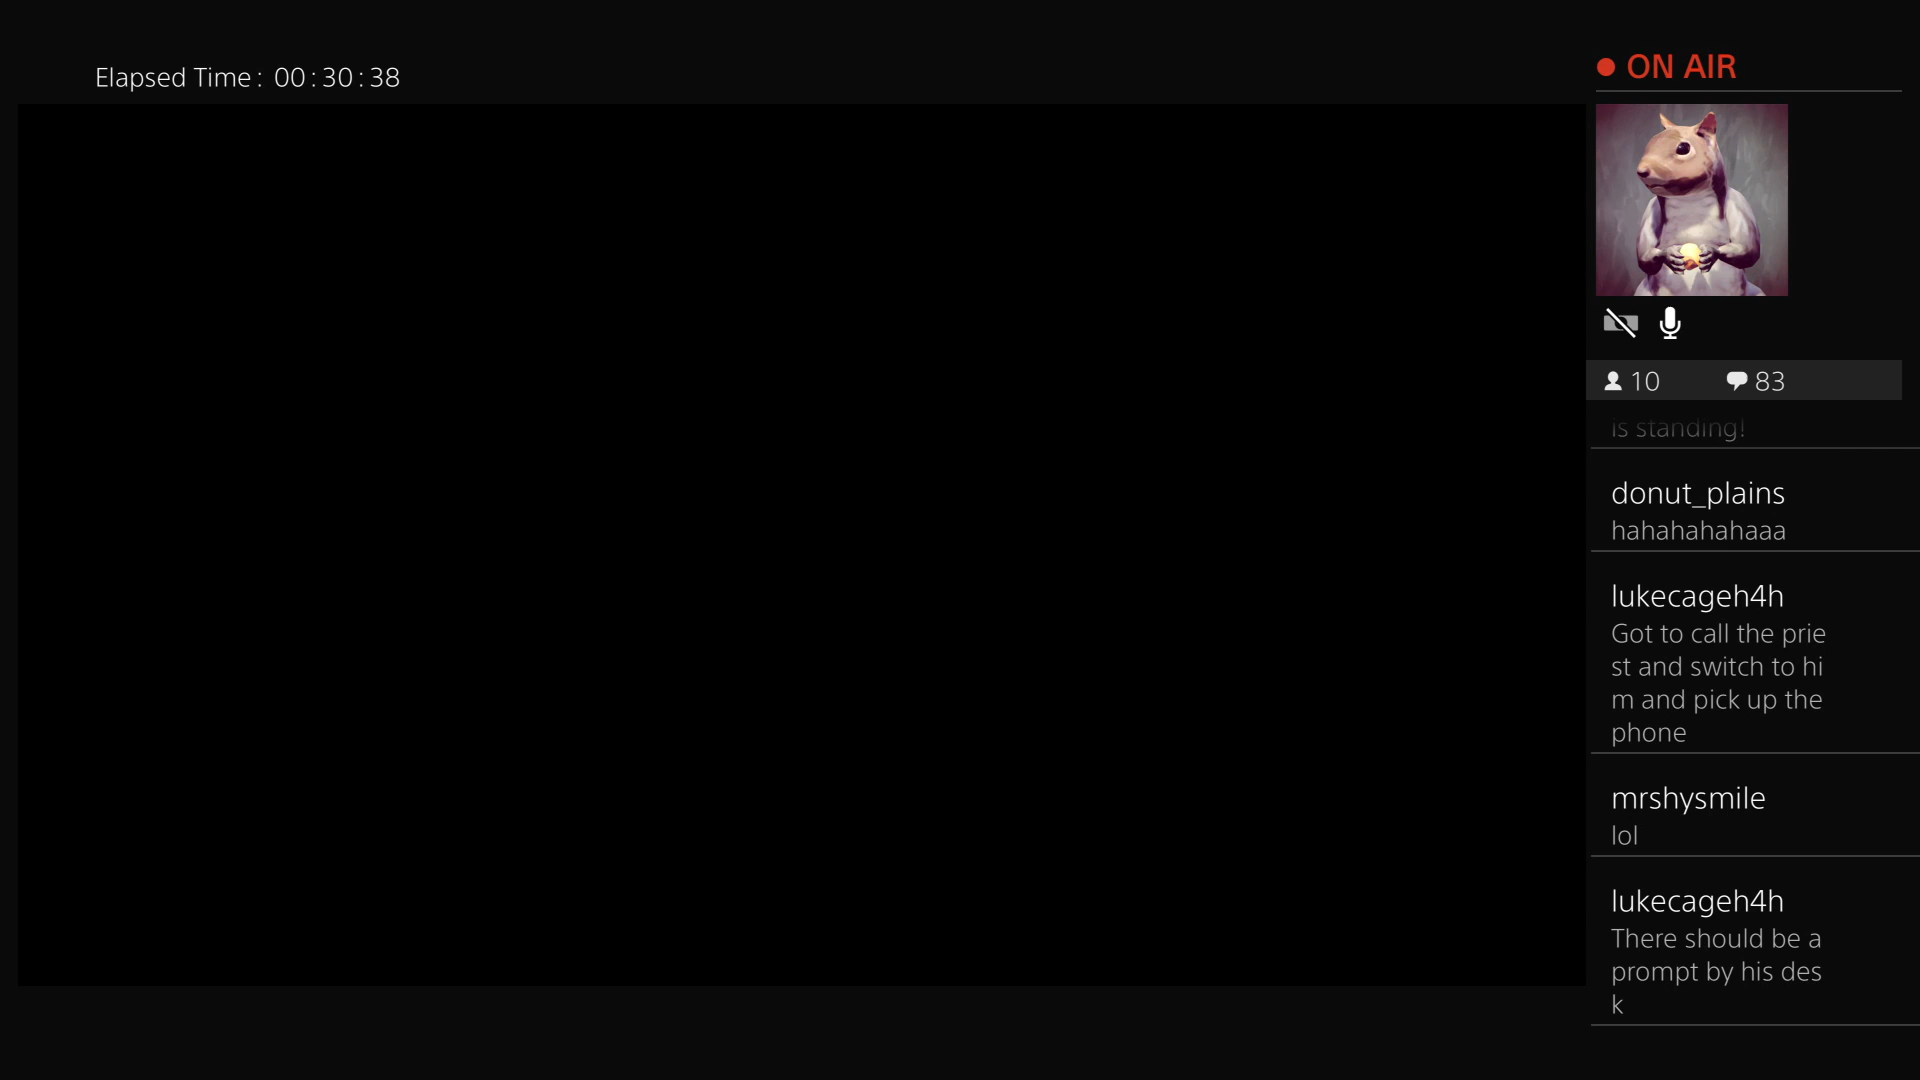 Elapsed Time: 00:30:38
ON AIR
10 83
is standing!
donut_plains
hahahahahaaa
lukecageh4h
Got to call the prie
st and switch to hi
m and pick up the
phone
mrshysmile
lol
lukecageh4h
There should be a
prompt by his des
k